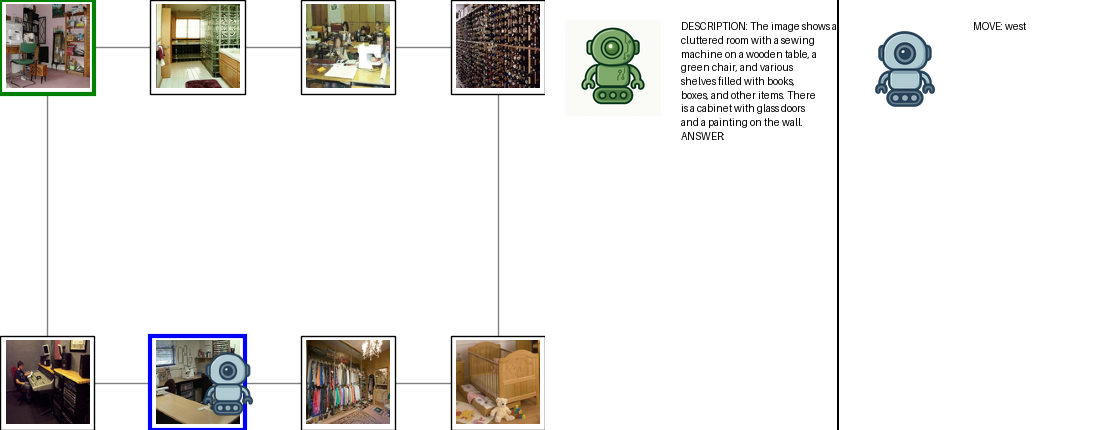 DESCRIPTION: The image shows a
cluttered room with a sewing
machine on a wooden table, a
green chair, and various
shelves filled with books,
boxes, and other items. There
is a cabinet with glass doors
and a painting on the wall.
ANSWER:
MOVE: west